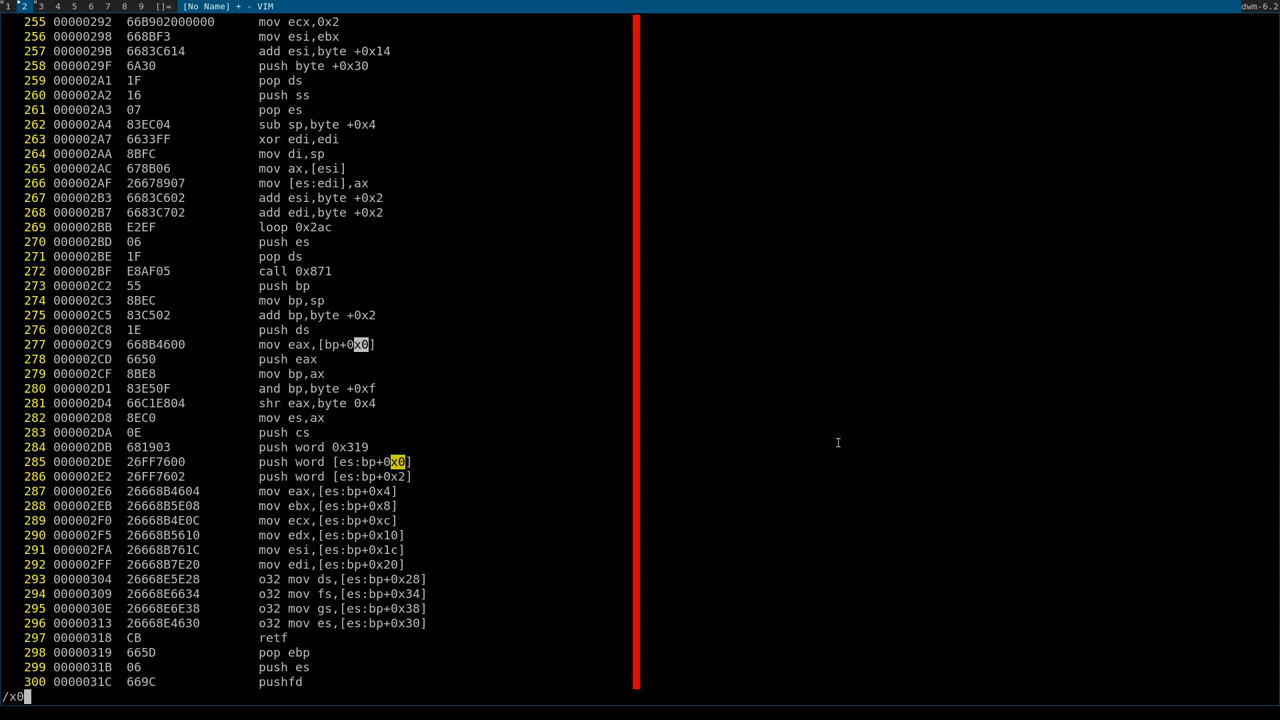 1 2 3 4 5 6 7 8 9 []= [No Name] + - VIM dwm-6.2
255 00000292 66B902000000 mov ecx,0x2
256 00000298 668BF3 mov esi,ebx
257 0000029B 6683C614 add esi,byte +0x14
258 0000029F 6A30 push byte +0x30
259 000002A1 1F pop ds
260 000002A2 16 push ss
261 000002A3 07 pop es
262 000002A4 83EC04 sub sp,byte +0x4
263 000002A7 6633FF xor edi,edi
264 000002AA 8BFC mov di,sp
265 000002AC 678B06 mov ax,[esi]
266 000002AF 26678907 mov [es:edi],ax
267 000002B3 6683C602 add esi,byte +0x2
268 000002B7 6683C702 add edi,byte +0x2
269 000002BB E2EF loop 0x2ac
270 000002BD 06 push es
271 000002BE 1F pop ds
272 000002BF E8AF05 call 0x871
273 000002C2 55 push bp
274 000002C3 8BEC mov bp,sp
275 000002C5 83C502 add bp,byte +0x2
276 000002C8 1E push ds
277 000002C9 668B4600 mov eax,[bp+0x0]
278 000002CD 6650 push eax
279 000002CF 8BE8 mov bp,ax
280 000002D1 83E50F and bp,byte +0xf
281 000002D4 66C1E804 shr eax,byte 0x4
282 000002D8 8EC0 mov es,ax
283 000002DA 0E push cs
284 000002DB 681903 push word 0x319
285 000002DE 26FF7600 push word [es:bp+0x0]
286 000002E2 26FF7602 push word [es:bp+0x2]
287 000002E6 26668B4604 mov eax,[es:bp+0x4]
288 000002EB 26668B5E08 mov ebx,[es:bp+0x8]
289 000002F0 26668B4E0C mov ecx,[es:bp+0xc]
290 000002F5 26668B5610 mov edx,[es:bp+0x10]
291 000002FA 26668B761C mov esi,[es:bp+0x1c]
292 000002FF 26668B7E20 mov edi,[es:bp+0x20]
293 00000304 26668E5E28 o32 mov ds,[es:bp+0x28]
294 00000309 26668E6634 o32 mov fs,[es:bp+0x34]
295 0000030E 26668E6E38 o32 mov gs,[es:bp+0x38]
296 00000313 26668E4630 o32 mov es,[es:bp+0x30]
297 00000318 CB retf
298 00000319 665D pop ebp
299 0000031B 06 push es
300 0000031C 669C pushfd
/x0